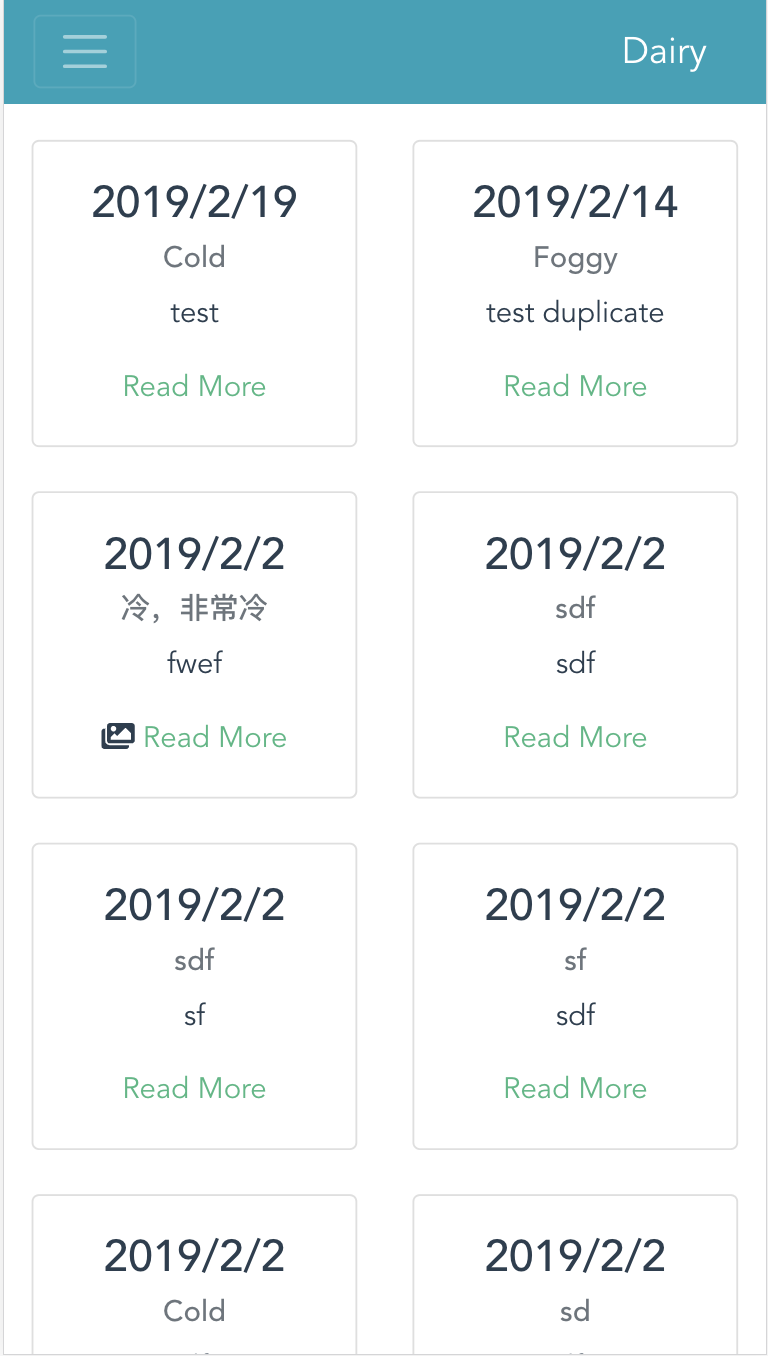 Dairy
2019/2/19
Cold
test
Read More
2019/2/14
Foggy
test duplicate
Read More
2019/2/2
冷，非常冷
fwef
Read More
2019/2/2
sdf
sdf
Read More
2019/2/2
sdf
sf
Read More
2019/2/2
sf
sdf
Read More
2019/2/2
Cold
2019/2/2
sd